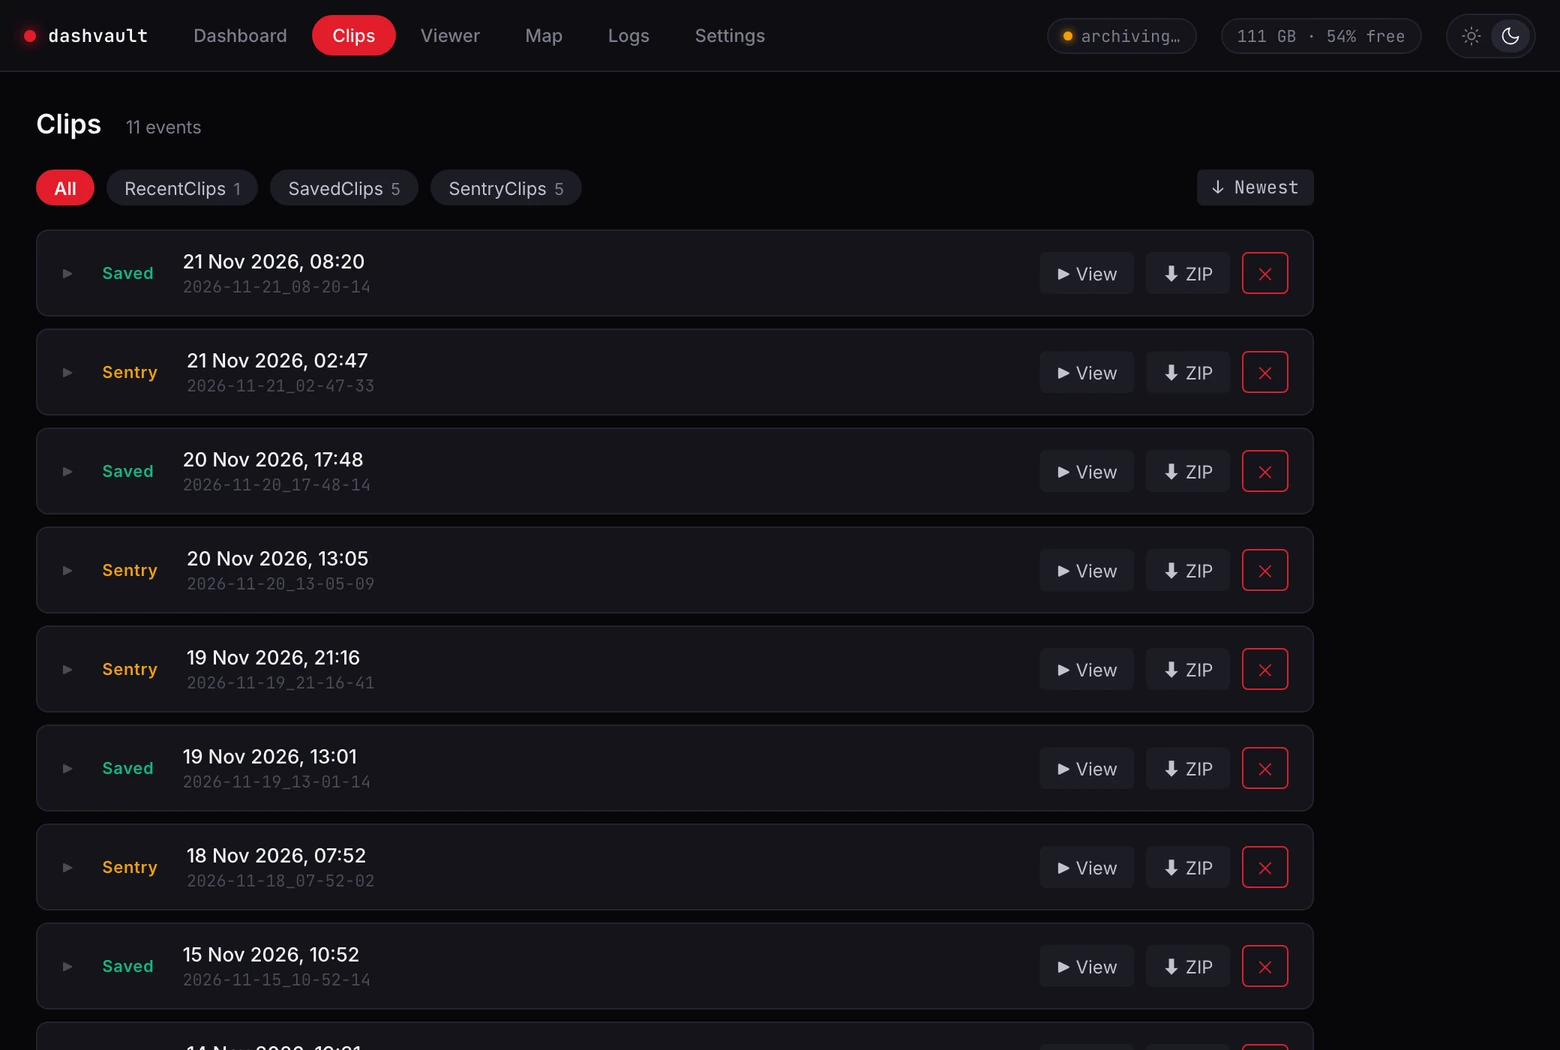 dashvault Dashboard Clips Viewer Map Logs Settings archiving… 111 GB · 54% free
Clips 11 events
All RecentClips 1 SavedClips 5 SentryClips 5 ↓ Newest
▶ Saved 21 Nov 2026, 08:20 ▶ View ⬇ ZIP ✕
2026-11-21_08-20-14
▶ Sentry 21 Nov 2026, 02:47 ▶ View ⬇ ZIP ✕
2026-11-21_02-47-33
▶ Saved 20 Nov 2026, 17:48 ▶ View ⬇ ZIP ✕
2026-11-20_17-48-14
▶ Sentry 20 Nov 2026, 13:05 ▶ View ⬇ ZIP ✕
2026-11-20_13-05-09
▶ Sentry 19 Nov 2026, 21:16 ▶ View ⬇ ZIP ✕
2026-11-19_21-16-41
▶ Saved 19 Nov 2026, 13:01 ▶ View ⬇ ZIP ✕
2026-11-19_13-01-14
▶ Sentry 18 Nov 2026, 07:52 ▶ View ⬇ ZIP ✕
2026-11-18_07-52-02
▶ Saved 15 Nov 2026, 10:52 ▶ View ⬇ ZIP ✕
2026-11-15_10-52-14